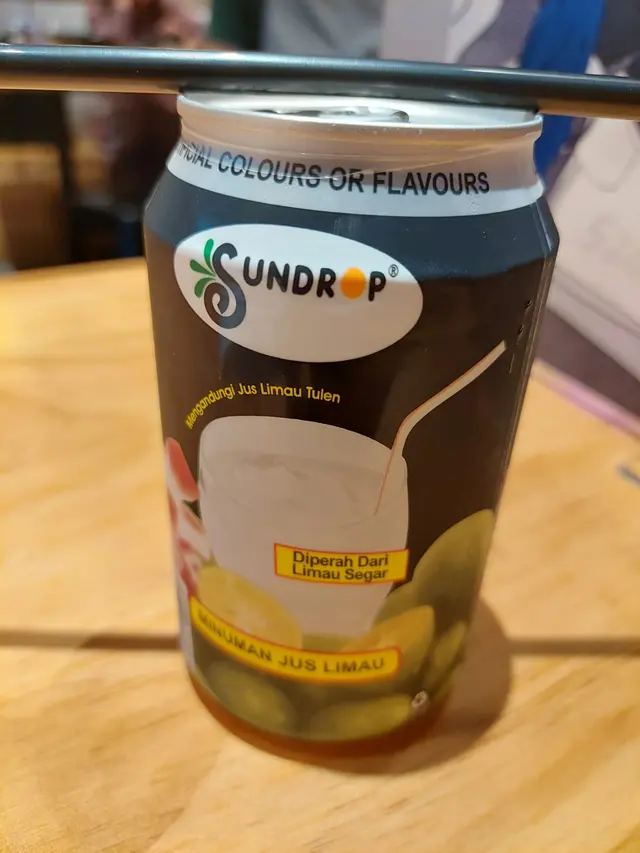 COLOURS OR FLAVOURS
SUNDROP®
Mengandungi Jus Limau Tulen
Diperah Dari
Limau Segar
MINUMAN JUS LIMAU